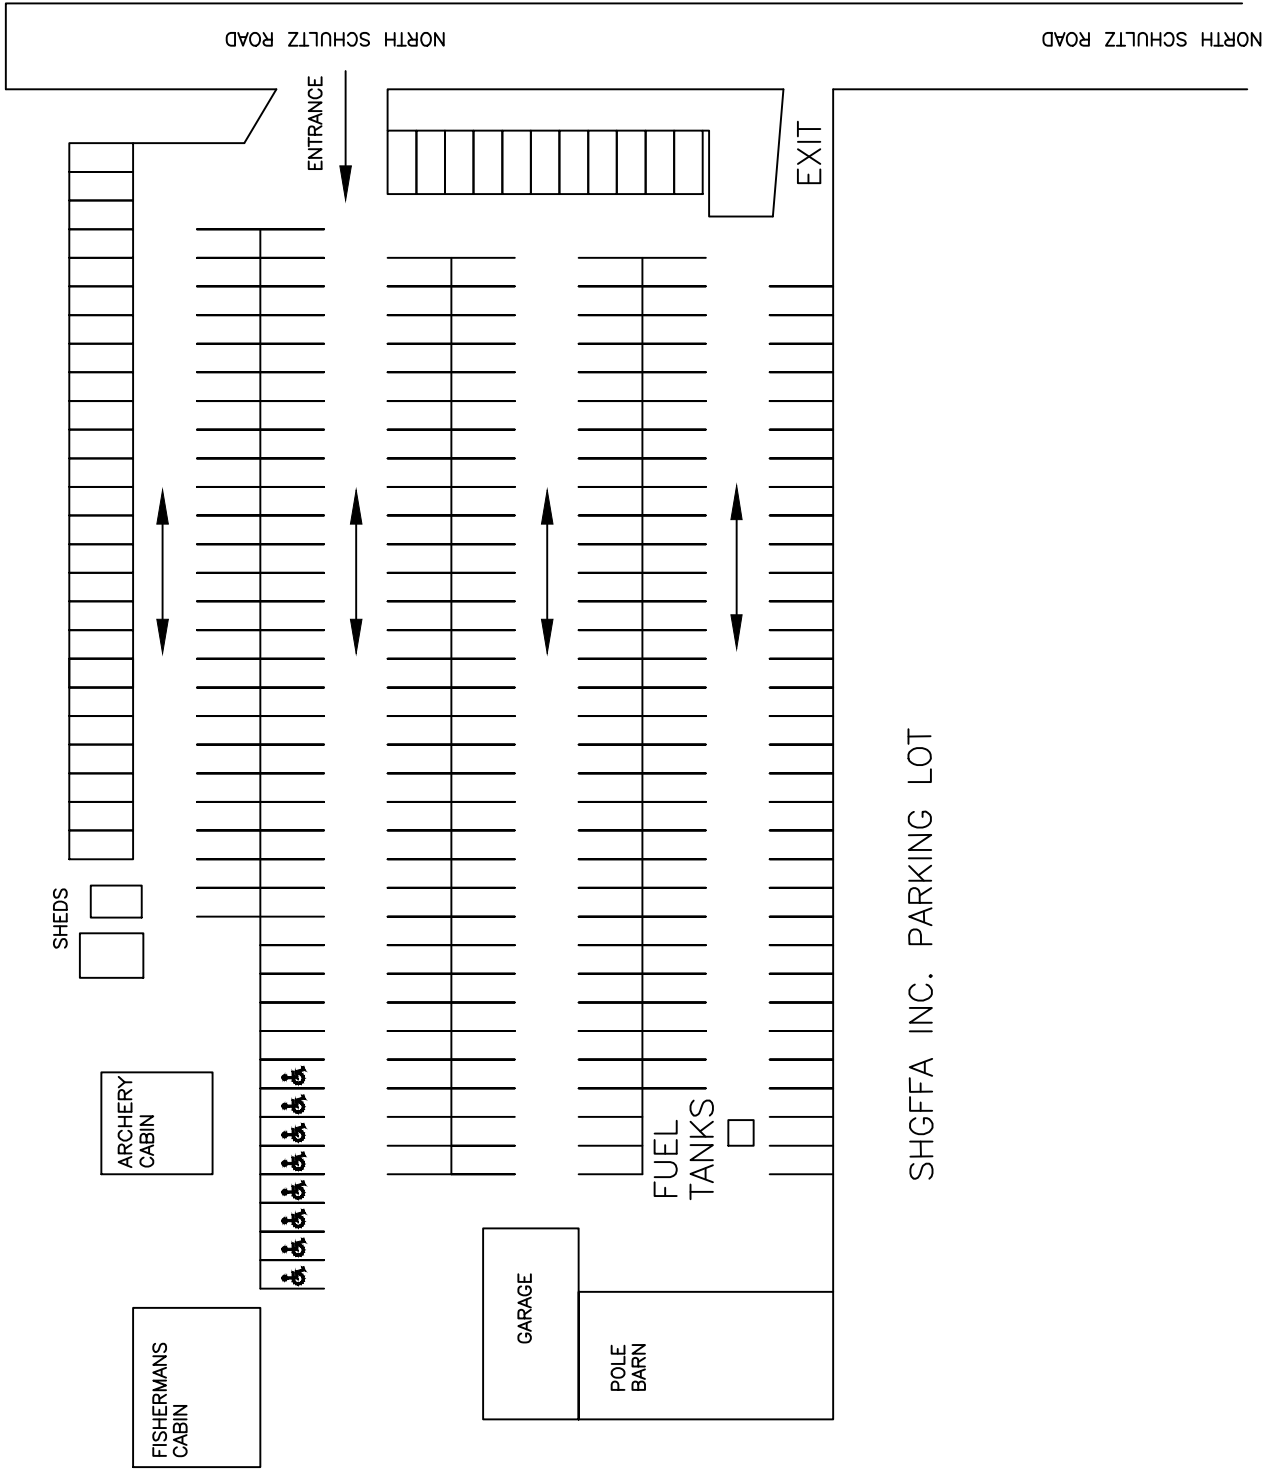 NORTH SCHULTZ ROAD
NORTH SCHULTZ ROAD
ENTRANCE
EXIT
SHEDS
ARCHERY
CABIN
FUEL
TANKS
GARAGE
POLE
BARN
FISHERMANS
CABIN
SHGFFA INC. PARKING LOT